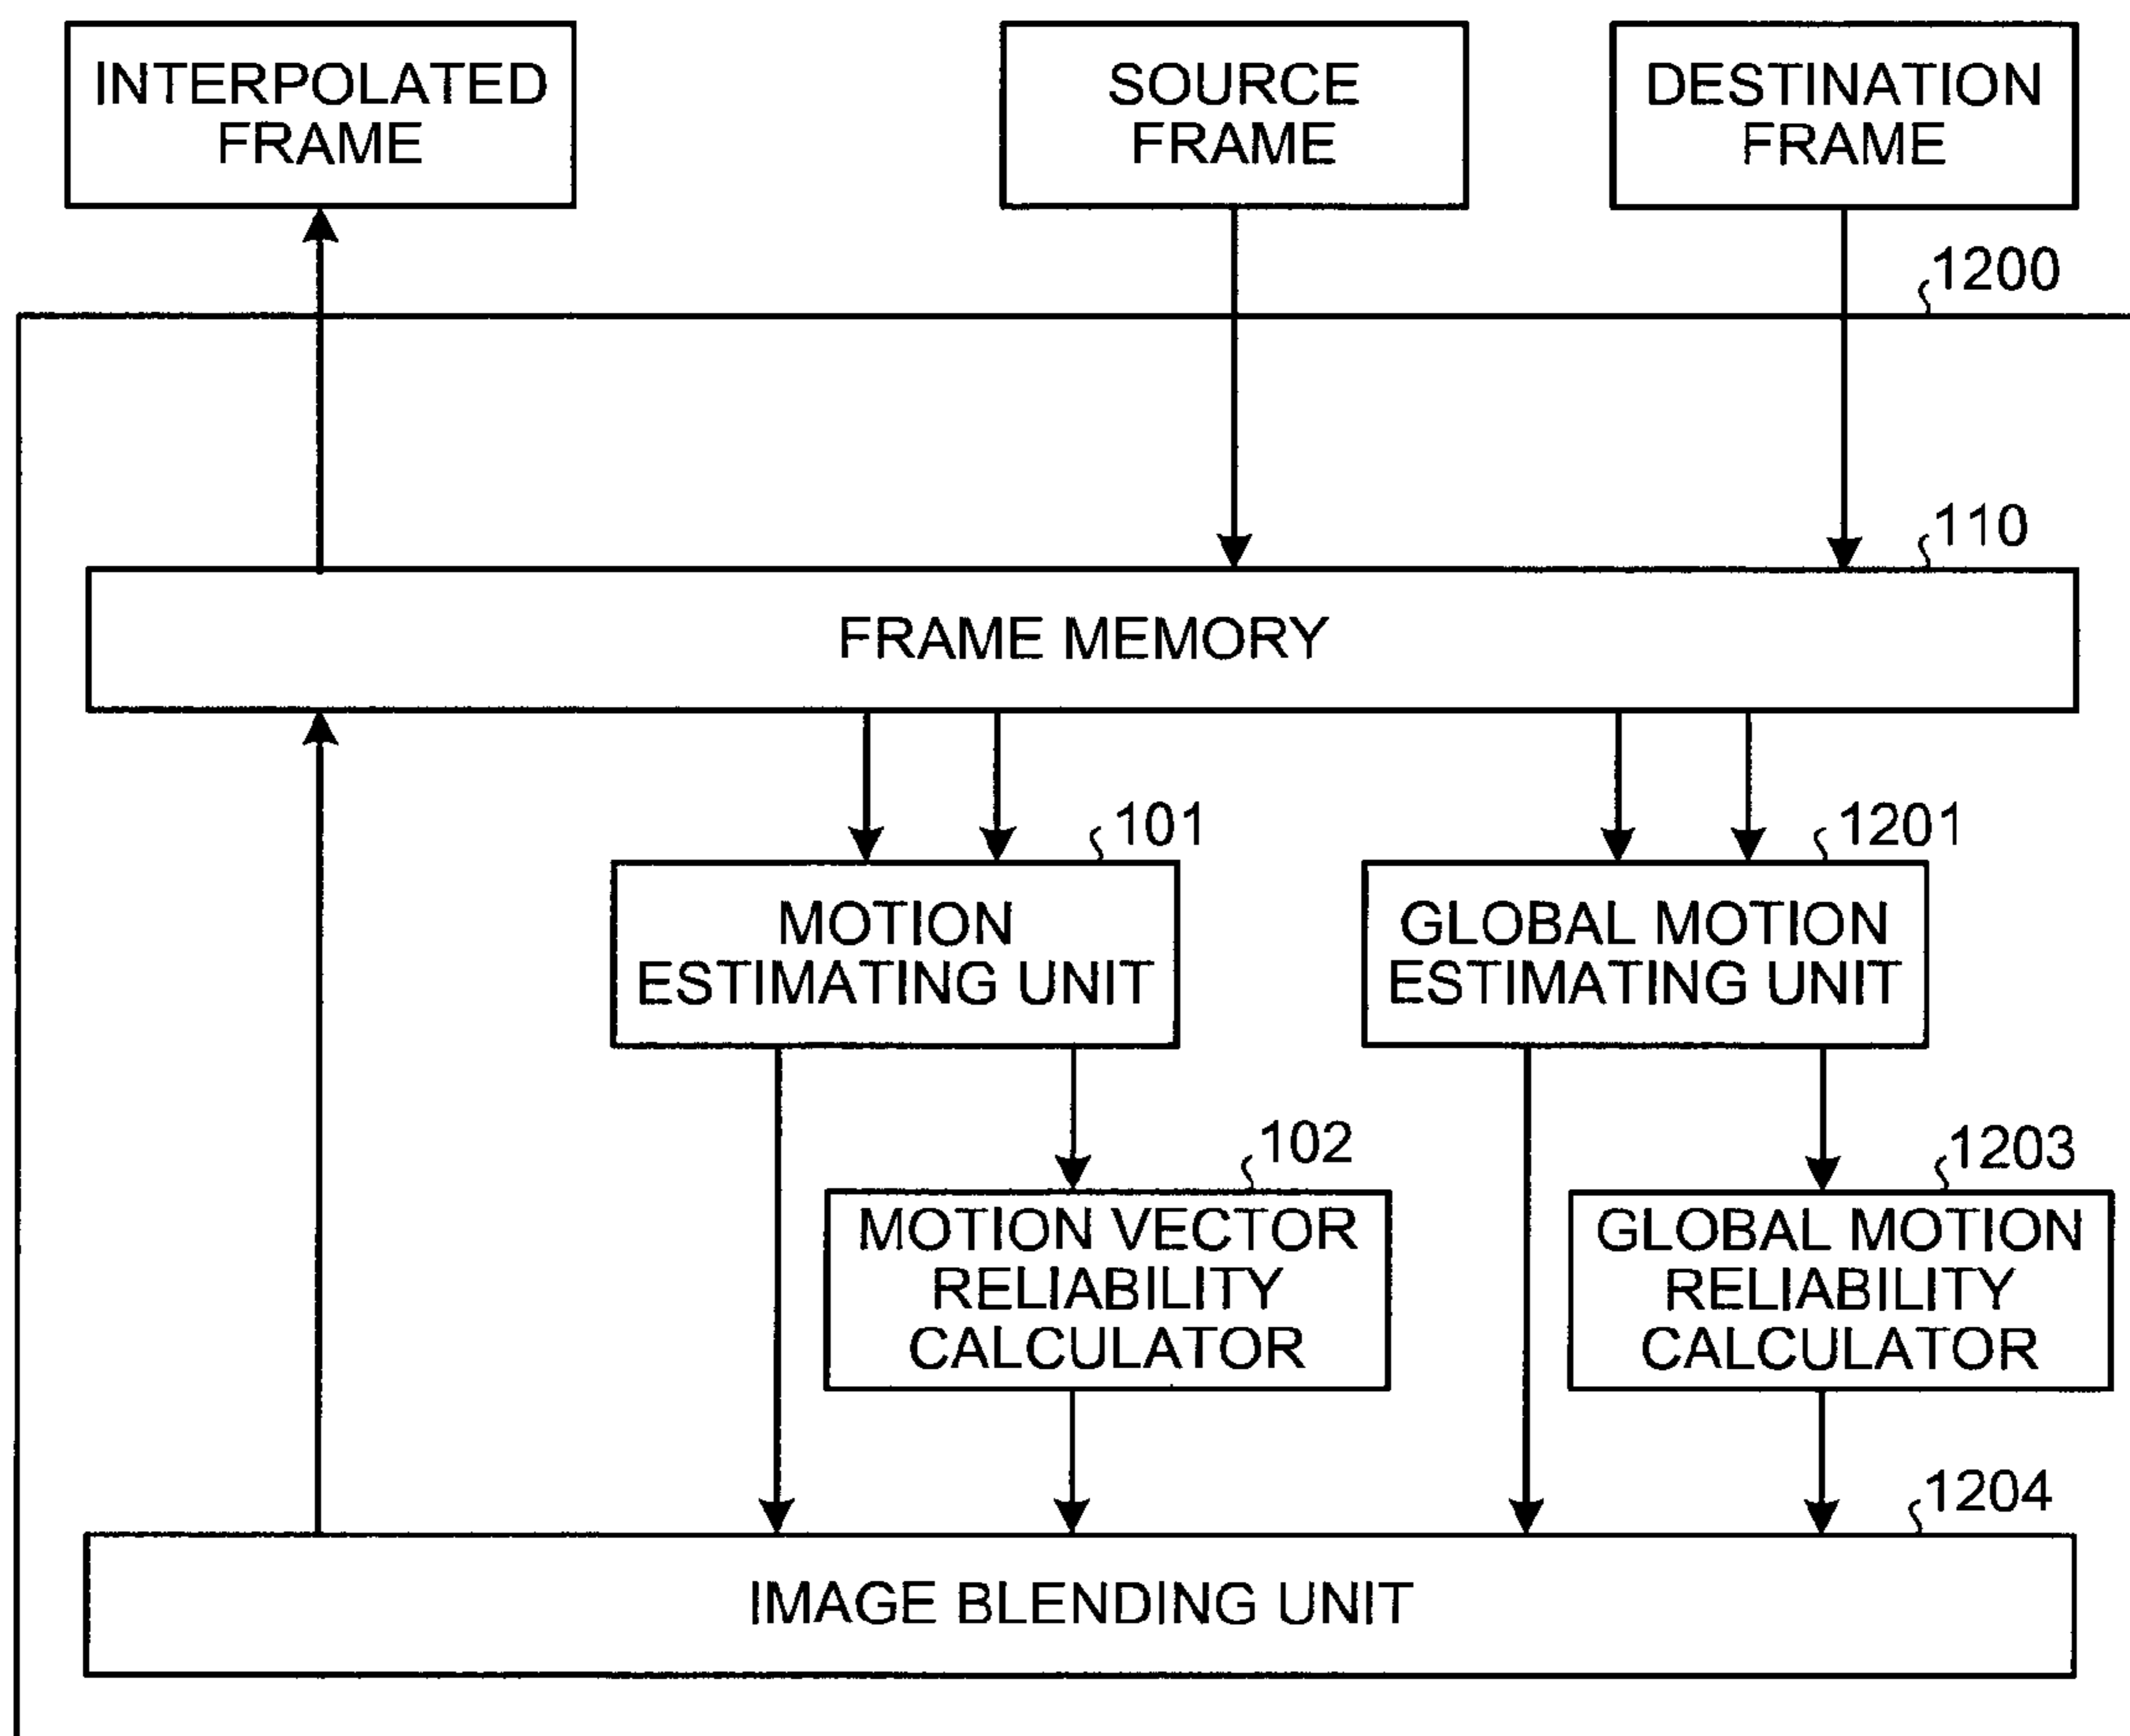 INTERPOLATED
FRAME
SOURCE
FRAME
DESTINATION
FRAME
1200
110
FRAME MEMORY
101
1201
MOTION
ESTIMATING UNIT
GLOBAL MOTION
ESTIMATING UNIT
102
1203
MOTION VECTOR
RELIABILITY
CALCULATOR
GLOBAL MOTION
RELIABILITY
CALCULATOR
1204
IMAGE BLENDING UNIT